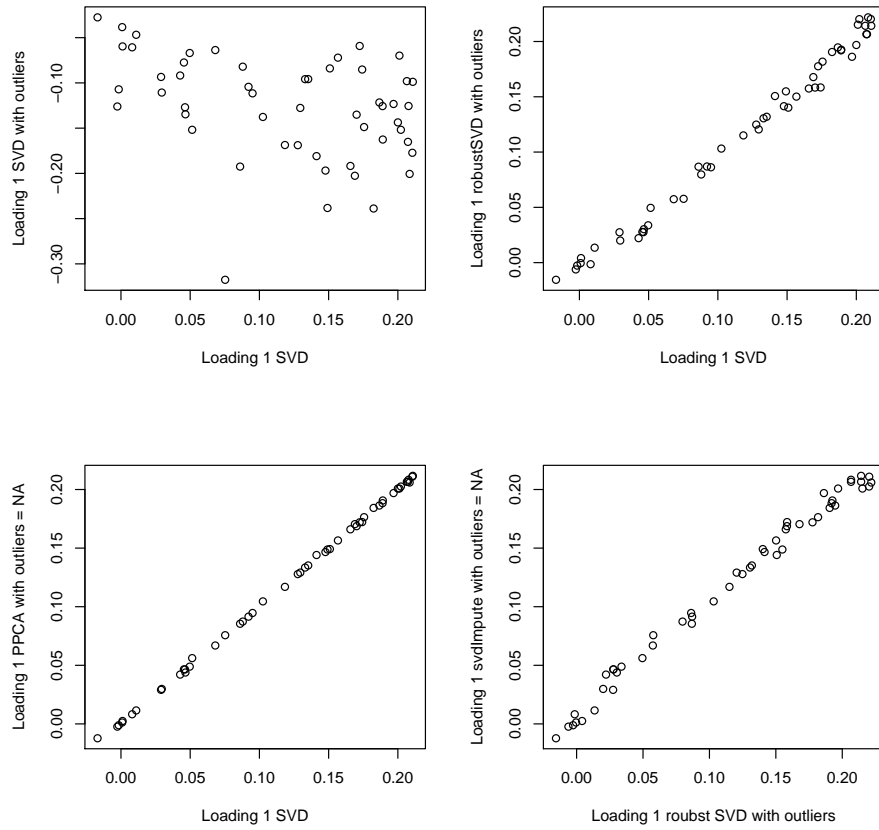 Loading 1 SVD with outliers
−0.10
−0.20
−0.30
0.00 0.05 0.10 0.15 0.20
Loading 1 SVD
Loading 1 robustSVD with outliers
0.20
0.15
0.10
0.05
0.00
0.00 0.05 0.10 0.15 0.20
Loading 1 SVD
Loading 1 PPCA with outliers = NA
0.20
0.15
0.10
0.05
0.00
0.00 0.05 0.10 0.15 0.20
Loading 1 SVD
Loading 1 svdImpute with outliers = NA
0.20
0.15
0.10
0.05
0.00
0.00 0.05 0.10 0.15 0.20
Loading 1 roubst SVD with outliers